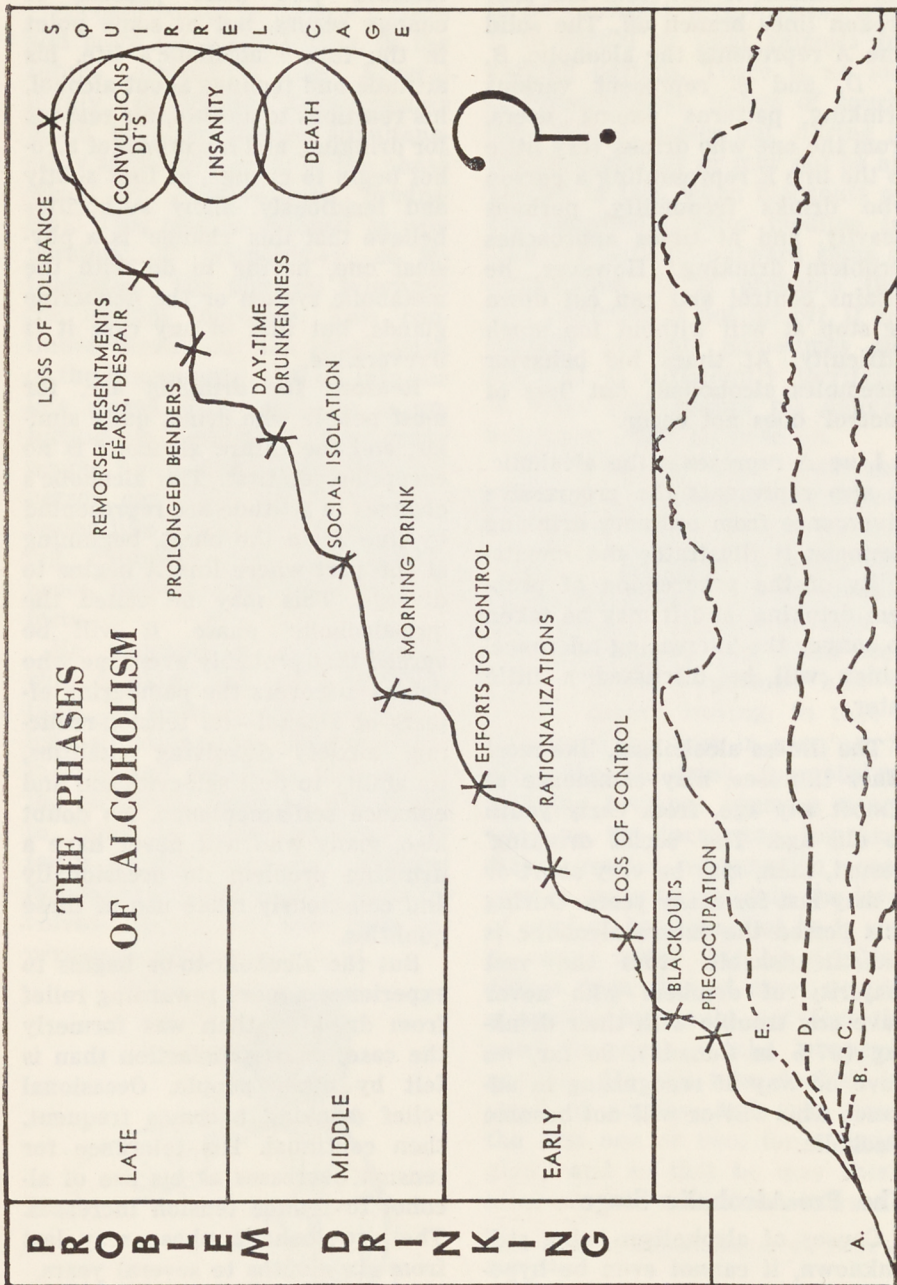 THE PHASES
OF ALCOHOLISM
PROBLEM DRINKING
LATE
MIDDLE
EARLY
SQUIRREL CAGE
LOSS OF TOLERANCE
CONVULSIONS
DT'S
INSANITY
DEATH
REMORSE, RESENTMENTS
FEARS, DESPAIR
PROLONGED BENDERS
DAY-TIME
DRUNKENNESS
SOCIAL ISOLATION
MORNING DRINK
EFFORTS TO CONTROL
RATIONALIZATIONS
LOSS OF CONTROL
BLACKOUTS
PREOCCUPATION
?
E.
D.
C.
B.
A.